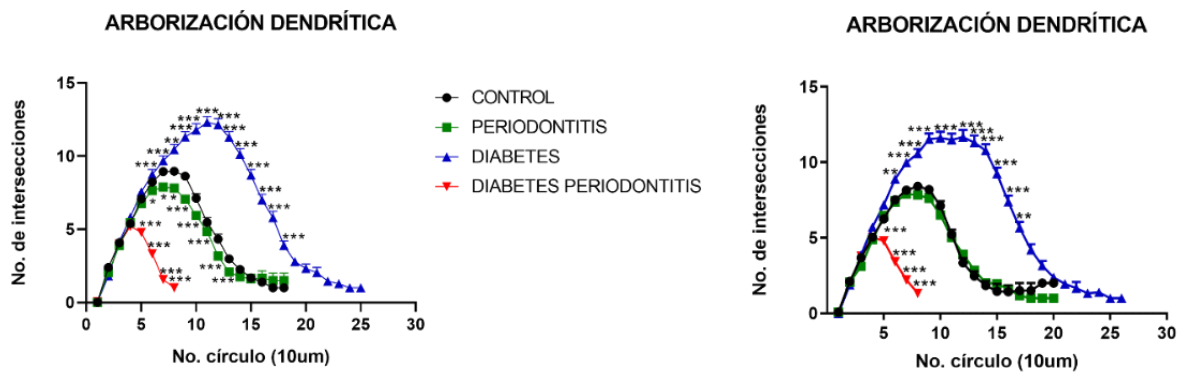 ARBORIZACIÓN DENDRÍTICA
15
10
5
0
0 5 10 15 20 25 30
No. de intersecciones
No. círculo (10um)
*** *** *** *** *** *** *** *** *** *** *** *** *** ** *** ***
* * *** *** *** *** ***
*** *** *** ***
CONTROL
PERIODONTITIS
DIABETES
DIABETES PERIODONTITIS
ARBORIZACIÓN DENDRÍTICA
15
10
5
0
5 10 15 20 25 30
No. de intersecciones
No. círculo (10um)